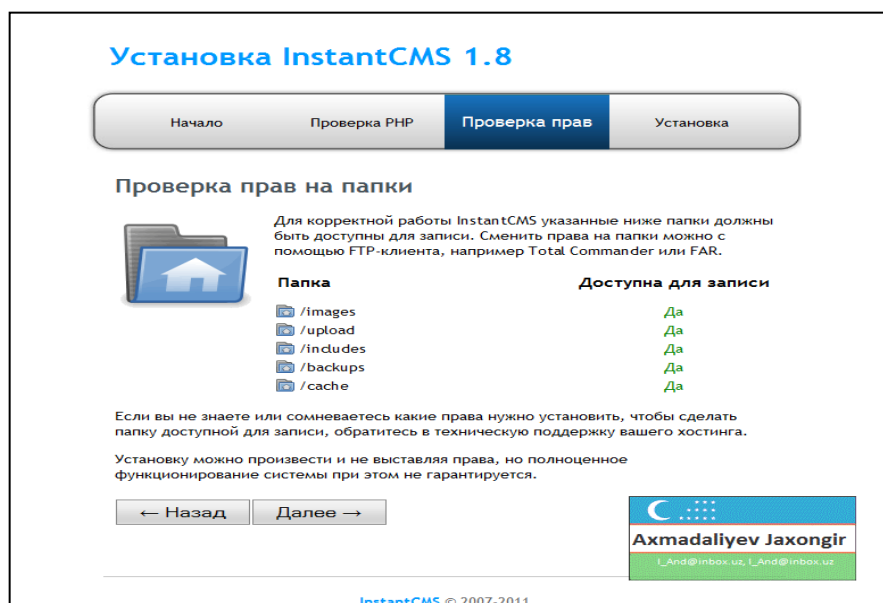 Установка InstantCMS 1.8
Начало Проверка PHP Проверка прав Установка
Проверка прав на папки
Для корректной работы InstantCMS указанные ниже папки должны
быть доступны для записи. Сменить права на папки можно с
помощью FTP-клиента, например Total Commander или FAR.
Папка Доступна для записи
/images Да
/upload Да
/includes Да
/backups Да
/cache Да
Если вы не знаете или сомневаетесь какие права нужно установить, чтобы сделать
папку доступной для записи, обратитесь в техническую поддержку вашего хостинга.
Установку можно произвести и не выставляя права, но полноценное
функционирование системы при этом не гарантируется.
← Назад Далее →
Axmadaliyev Jaxongir
I_And@inbox.uz, I_And@inbox.uz
InstantCMS © 2007-2011